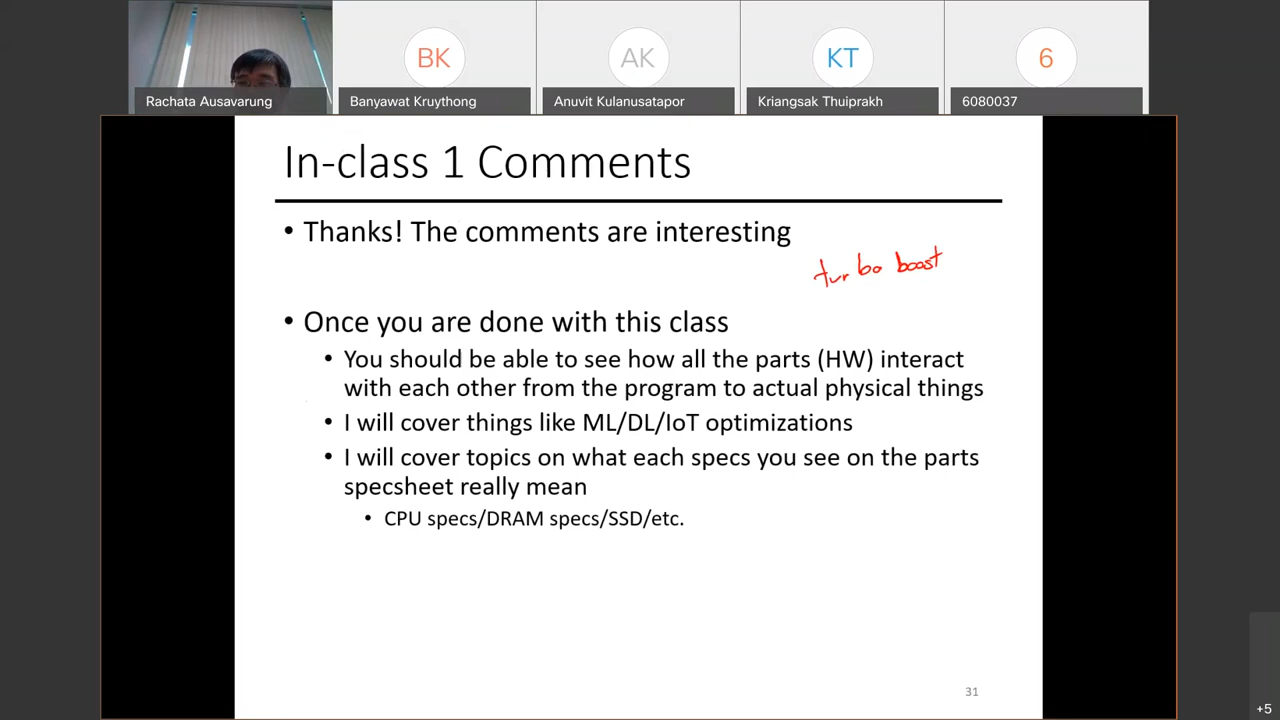 BK
AK
KT
6
Rachata Ausavarung
Banyawat Kruythong
Anuvit Kulanusatapor
Kriangsak Thuiprakh
6080037
In-class 1 Comments
• Thanks! The comments are interesting
turbo boost
• Once you are done with this class
• You should be able to see how all the parts (HW) interact
with each other from the program to actual physical things
• I will cover things like ML/DL/IoT optimizations
• I will cover topics on what each specs you see on the parts
specsheet really mean
• CPU specs/DRAM specs/SSD/etc.
31
+5